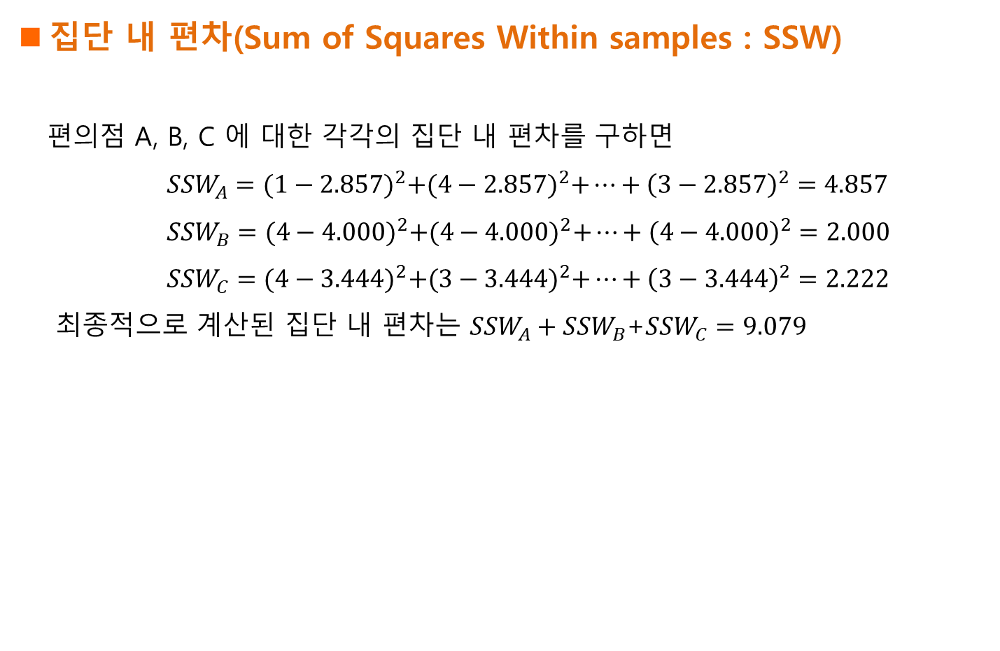 ■ 집단 내 편차(Sum of Squares Within samples : SSW)
편의점 A, B, C 에 대한 각각의 집단 내 편차를 구하면
𝑆𝑆𝑊_𝐴 = (1 − 2.857)²+(4 − 2.857)²+ ⋯ + (3 − 2.857)² = 4.857
𝑆𝑆𝑊_𝐵 = (4 − 4.000)²+(4 − 4.000)²+ ⋯ + (4 − 4.000)² = 2.000
𝑆𝑆𝑊_𝐶 = (4 − 3.444)²+(3 − 3.444)²+ ⋯ + (3 − 3.444)² = 2.222
최종적으로 계산된 집단 내 편차는 𝑆𝑆𝑊_𝐴 + 𝑆𝑆𝑊_𝐵+𝑆𝑆𝑊_𝐶 = 9.079